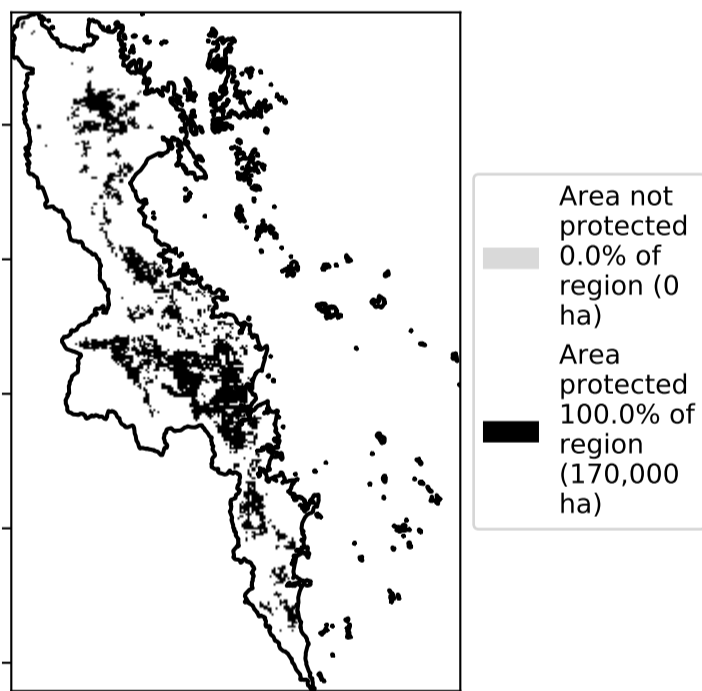 Area not
protected
0.0% of
region (0
ha)
Area
protected
100.0% of
region
(170,000
ha)